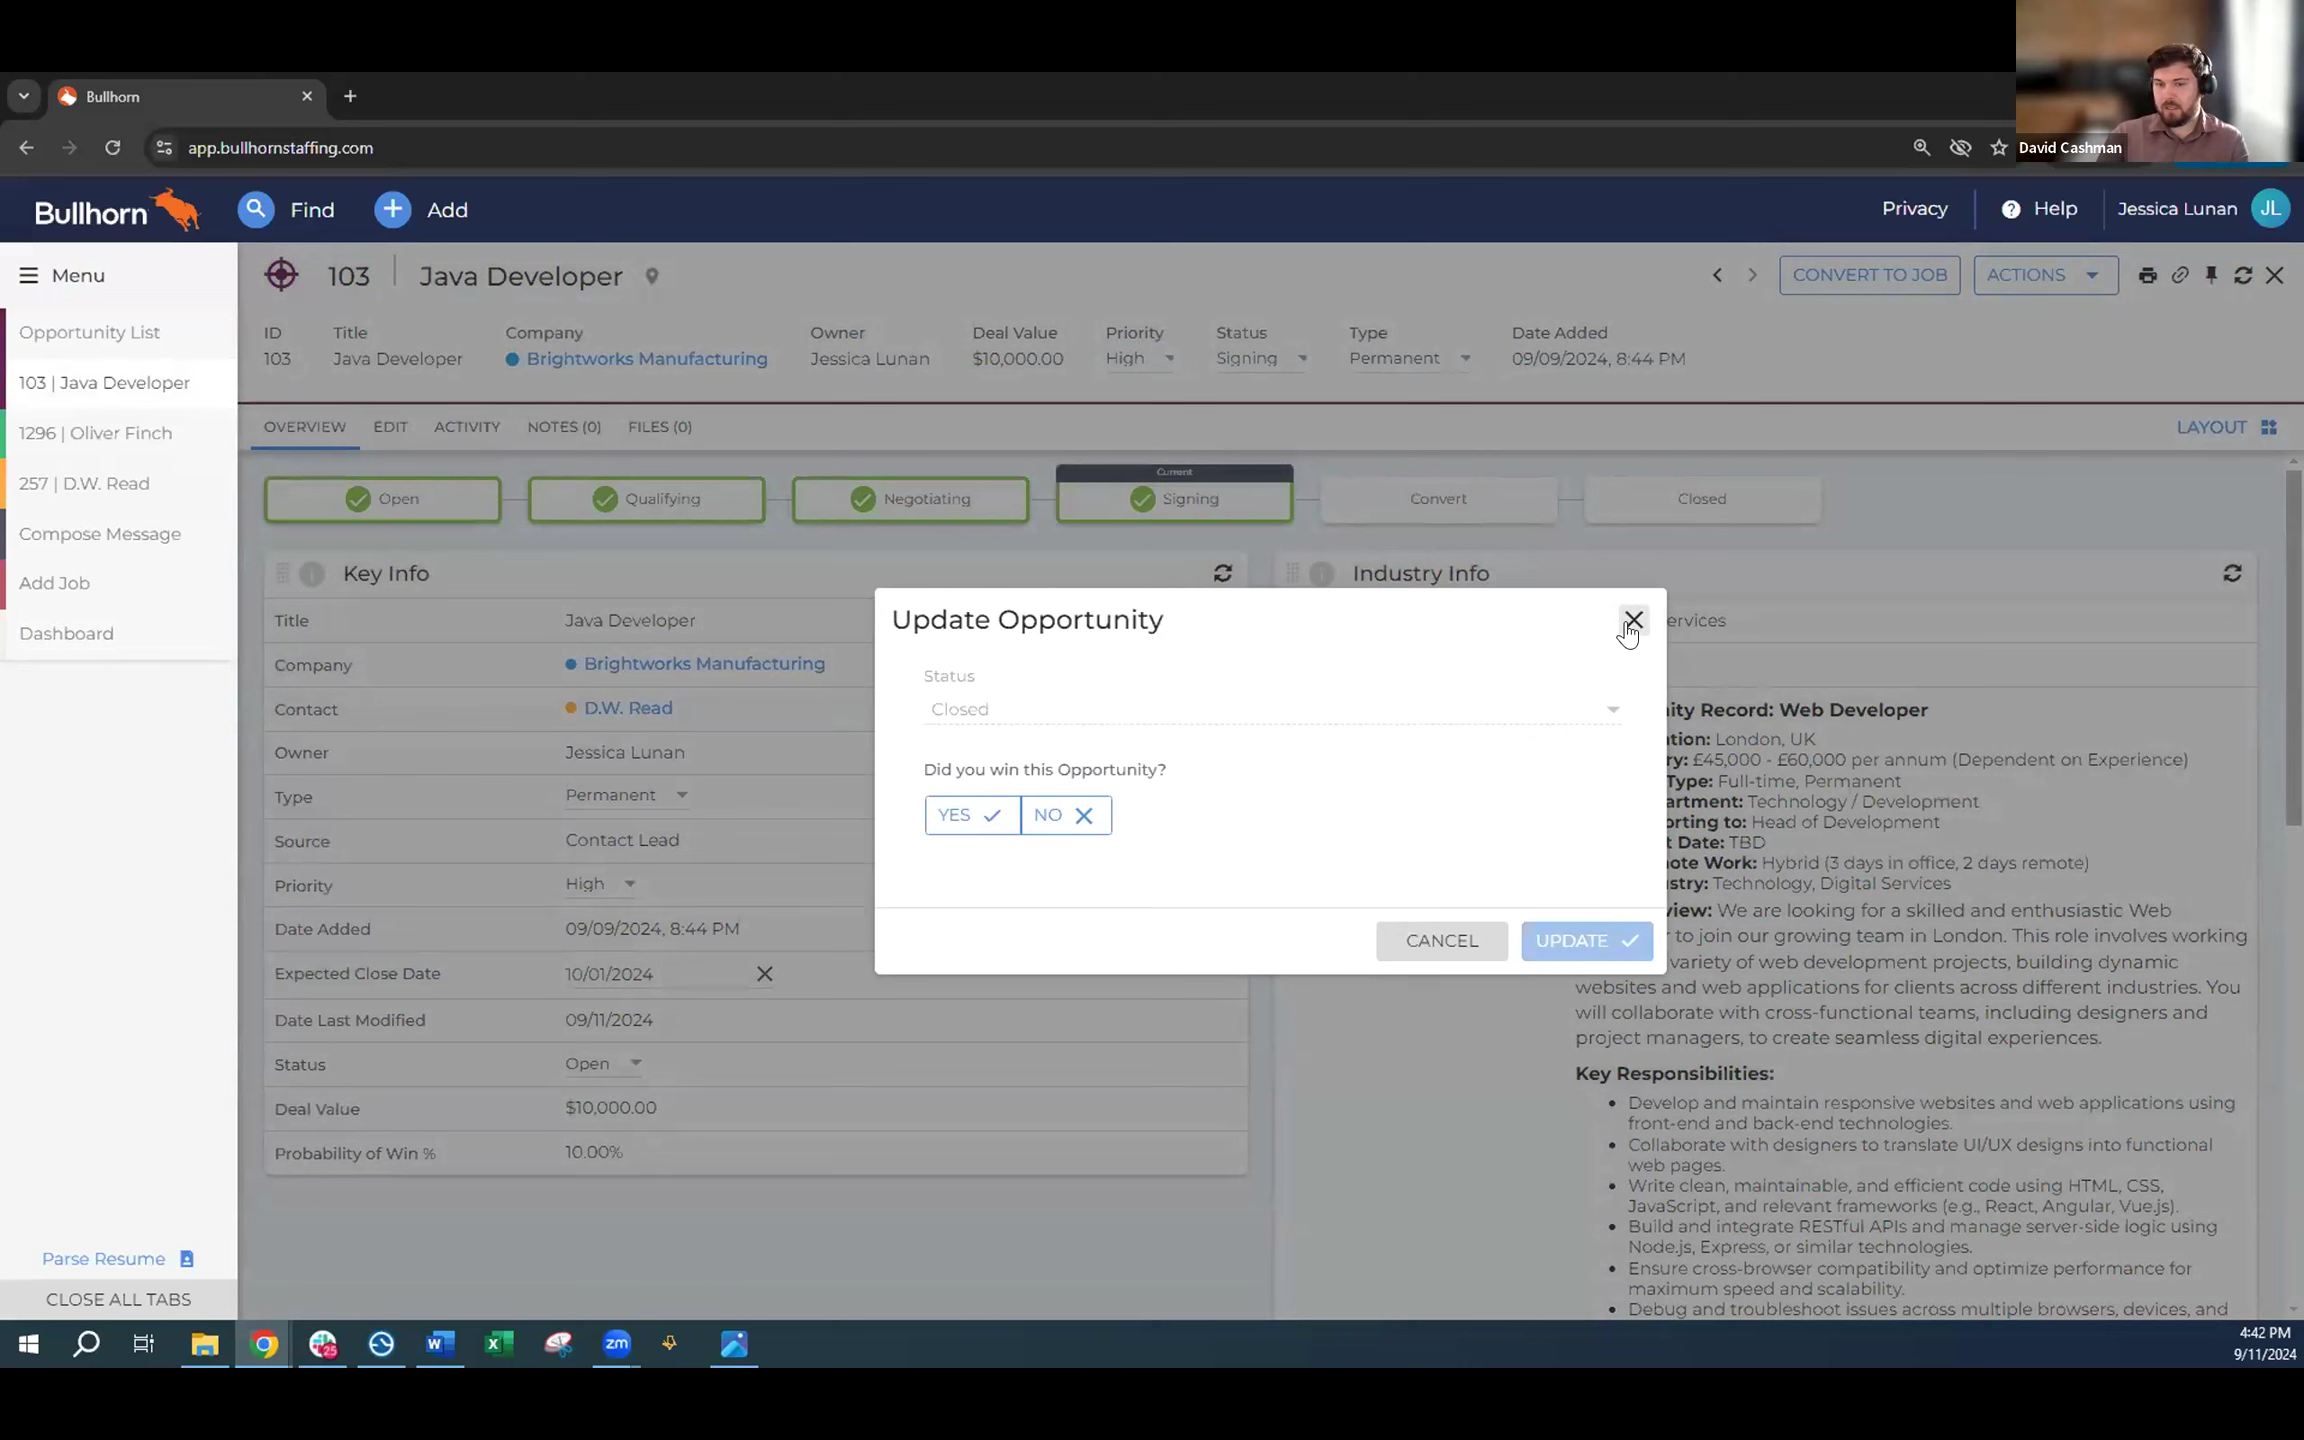 David Cashman
Bullhorn
app.bullhornstaffing.com
Bullhorn
Find
Add
Privacy
Help
Jessica Lunan
JL
Menu
Opportunity List
103 | Java Developer
1296 | Oliver Finch
257 | D.W. Read
Compose Message
Add Job
Dashboard
Parse Resume
CLOSE ALL TABS
103 Java Developer
CONVERT TO JOB
ACTIONS
ID Title Company Owner Deal Value Priority Status Type Date Added
103 Java Developer Brightworks Manufacturing Jessica Lunan $10,000.00 High Signing Permanent 09/09/2024, 8:44 PM
OVERVIEW EDIT ACTIVITY NOTES (0) FILES (0) LAYOUT
Current
Open Qualifying Negotiating Signing Convert Closed
Key Info
Title Java Developer
Company Brightworks Manufacturing
Contact D.W. Read
Owner Jessica Lunan
Type Permanent
Source Contact Lead
Priority High
Date Added 09/09/2024, 8:44 PM
Expected Close Date 10/01/2024
Date Last Modified 09/11/2024
Status Open
Deal Value $10,000.00
Probability of Win % 10.00%
Update Opportunity
Status
Closed
Did you win this Opportunity?
YES NO
CANCEL UPDATE
Industry Info
ervices
ity Record: Web Developer
tion: London, UK
ry: £45,000 - £60,000 per annum (Dependent on Experience)
Type: Full-time, Permanent
artment: Technology / Development
orting to: Head of Development
t Date: TBD
ote Work: Hybrid (3 days in office, 2 days remote)
stry: Technology, Digital Services
view: We are looking for a skilled and enthusiastic Web
to join our growing team in London. This role involves working
variety of web development projects, building dynamic
websites and web applications for clients across different industries. You
will collaborate with cross-functional teams, including designers and
project managers, to create seamless digital experiences.
Key Responsibilities:
• Develop and maintain responsive websites and web applications using
front-end and back-end technologies.
• Collaborate with designers to translate UI/UX designs into functional
web pages.
• Write clean, maintainable, and efficient code using HTML, CSS,
JavaScript, and relevant frameworks (e.g., React, Angular, Vue.js).
• Build and integrate RESTful APIs and manage server-side logic using
Node.js, Express, or similar technologies.
• Ensure cross-browser compatibility and optimize performance for
maximum speed and scalability.
• Debug and troubleshoot issues across multiple browsers, devices, and
25
zm
4:42 PM
9/11/2024